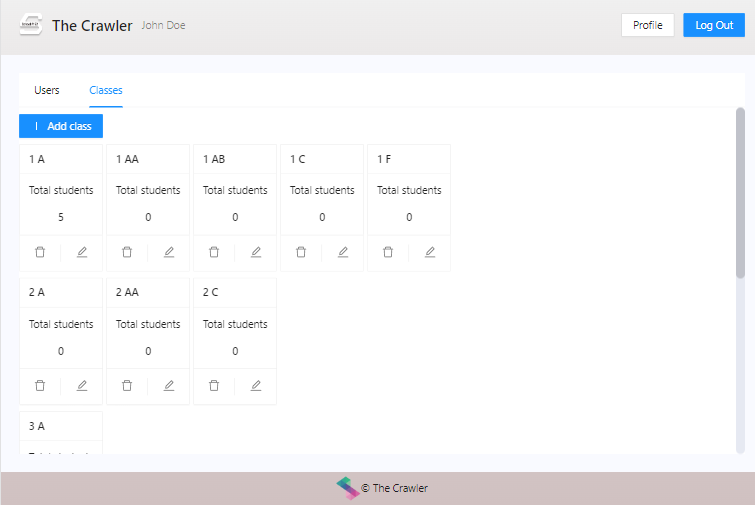 The Crawler John Doe Profile Log Out
Users Classes
Add class
1 A 1 AA 1 AB 1 C 1 F
Total students Total students Total students Total students Total students
5 0 0 0 0
2 A 2 AA 2 C
Total students Total students Total students
0 0 0
3 A
© The Crawler